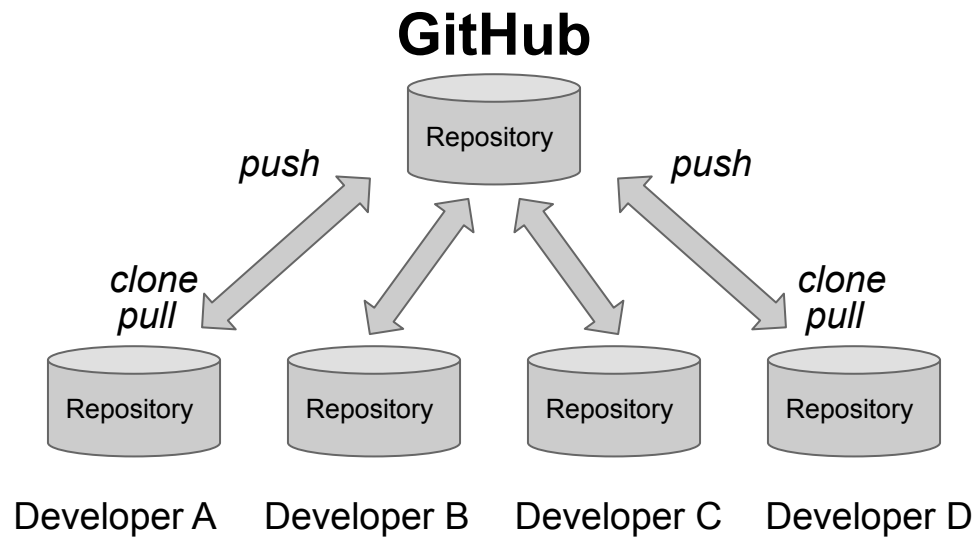 GitHub
Repository
push
push
clone
pull
clone
pull
Repository
Repository
Repository
Repository
Developer A
Developer B
Developer C
Developer D